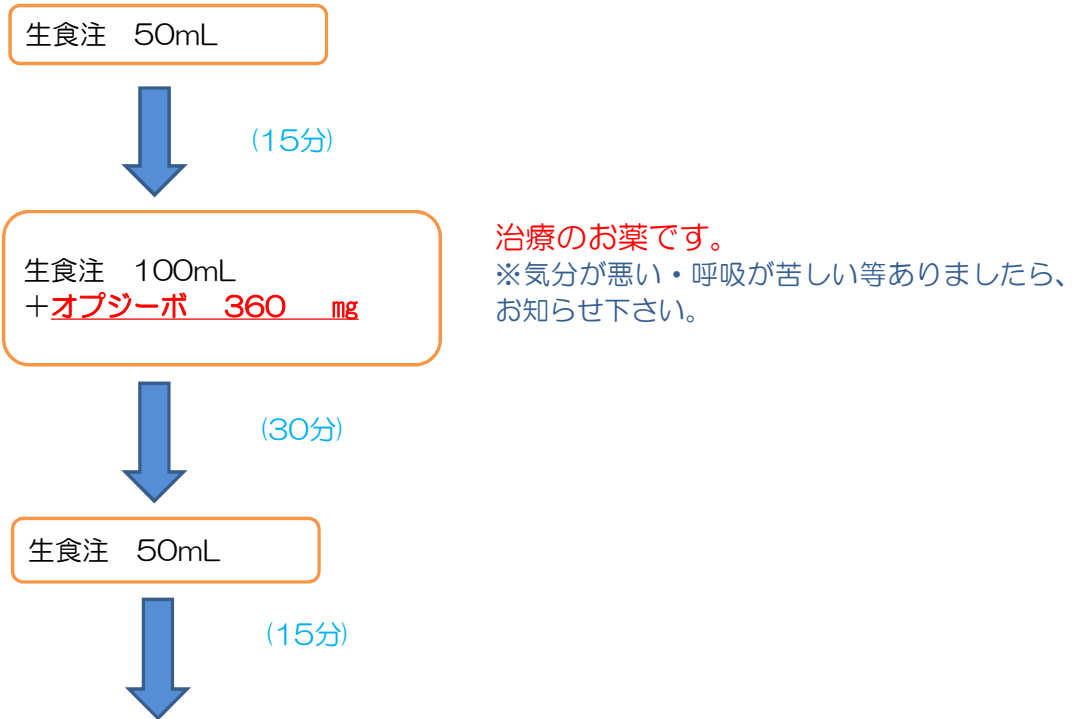 生食注　50mL
(15分)
生食注　100mL
＋オプジーボ　360　㎎
治療のお薬です。
※気分が悪い・呼吸が苦しい等ありましたら、
お知らせ下さい。
(30分)
生食注　50mL
(15分)